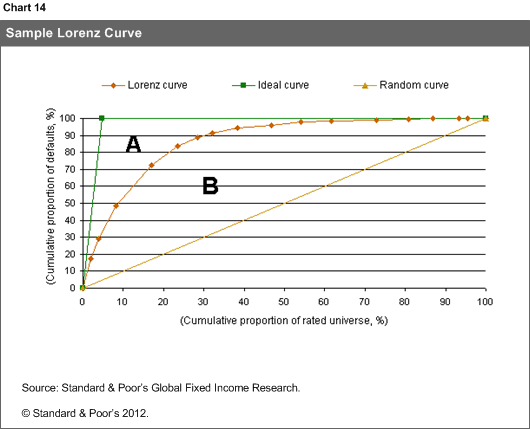 Chart 14
Sample Lorenz Curve
Lorenz curve Ideal curve Random curve
(Cumulative proportion of defaults, %)
100
90
80
70
60
50
40
30
20
10
0
A
B
0 10 20 30 40 50 60 70 80 90 100
(Cumulative proportion of rated universe, %)
Source: Standard & Poor's Global Fixed Income Research.
© Standard & Poor's 2012.